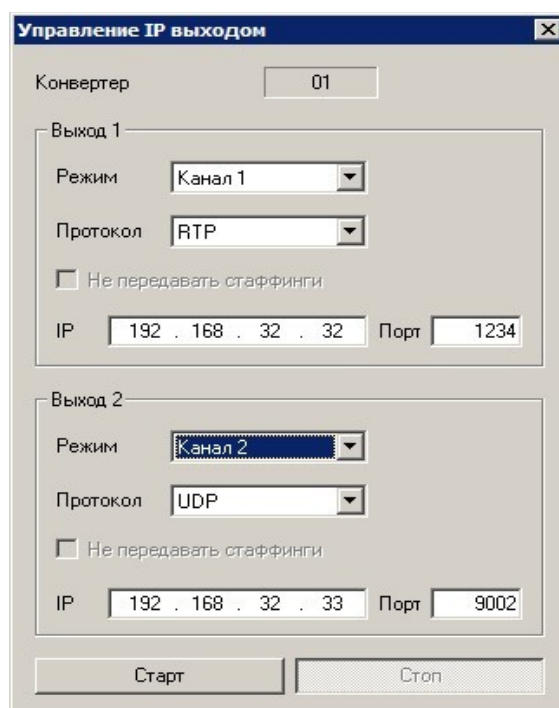 Управление IP выходом
Конвертер 01
Выход 1
Режим Канал 1
Протокол RTP
Не передавать стаффинги
IP 192 . 168 . 32 . 32 Порт 1234
Выход 2
Режим Канал 2
Протокол UDP
Не передавать стаффинги
IP 192 . 168 . 32 . 33 Порт 9002
Старт Стоп